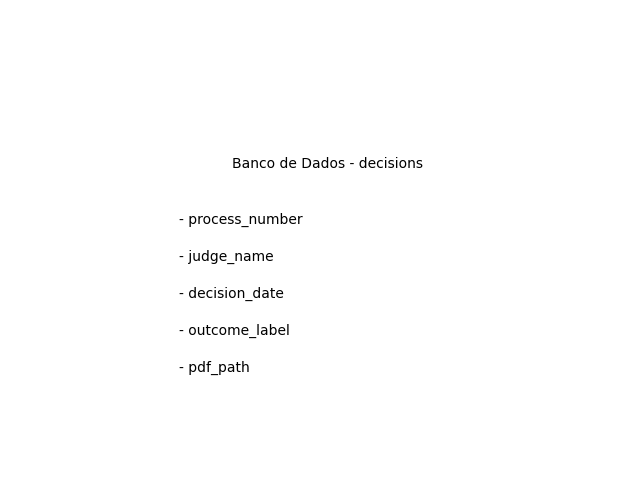 Banco de Dados - decisions
- process_number
- judge_name
- decision_date
- outcome_label
- pdf_path